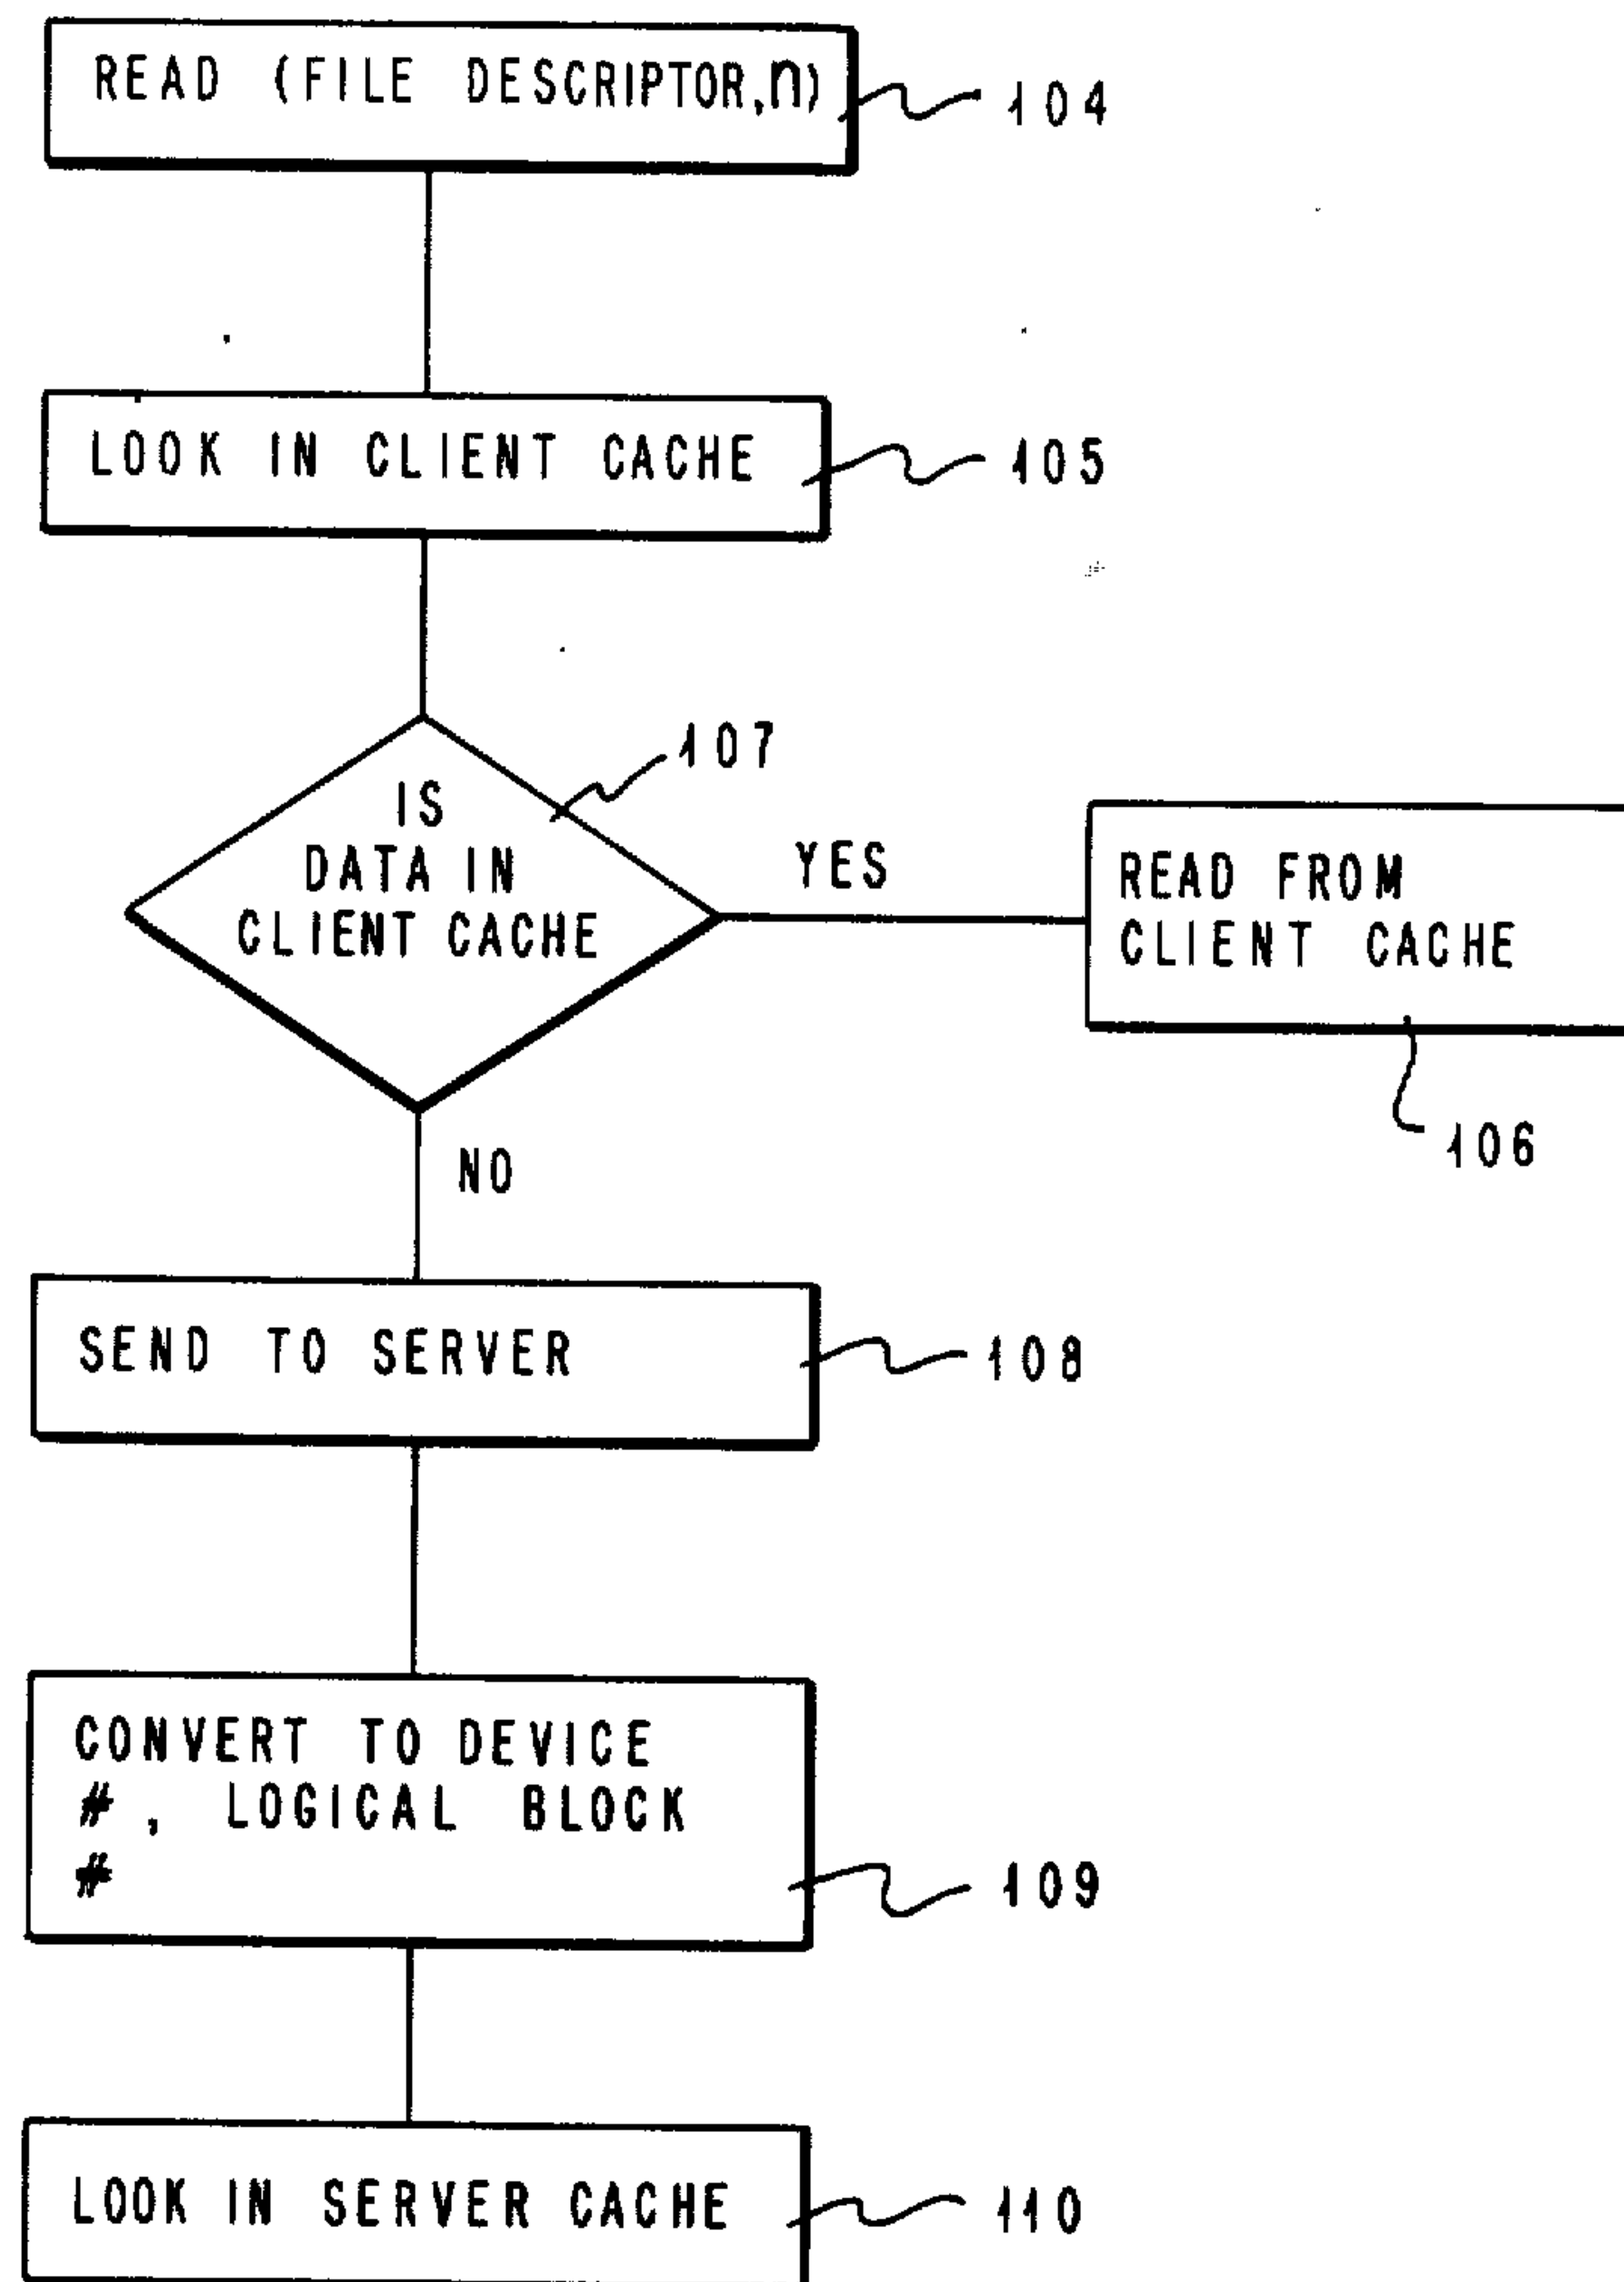 READ (FILE DESCRIPTOR,n)
104
LOOK IN CLIENT CACHE
105
107
IS
DATA IN
CLIENT CACHE
YES
READ FROM
CLIENT CACHE
106
NO
SEND TO SERVER
108
CONVERT TO DEVICE
#, LOGICAL BLOCK
#
109
LOOK IN SERVER CACHE
110